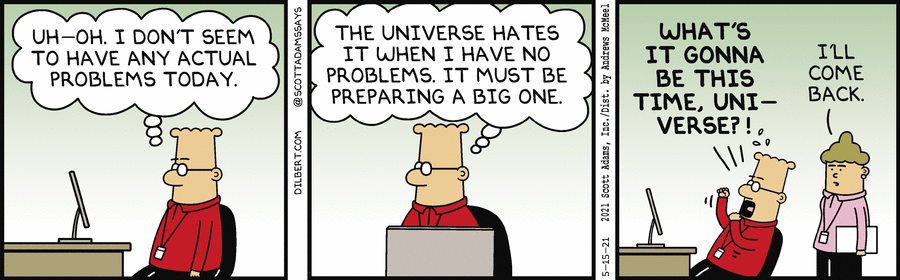 UH-OH. I DON'T SEEM
TO HAVE ANY ACTUAL
PROBLEMS TODAY.
DILBERT.COM @SCOTTADAMSSAYS
THE UNIVERSE HATES
IT WHEN I HAVE NO
PROBLEMS. IT MUST BE
PREPARING A BIG ONE.
5-15-21 2021 Scott Adams, Inc./Dist. by Andrews McMeel
WHAT'S
IT GONNA
BE THIS
TIME, UNI-
VERSE?!
I'LL
COME
BACK.